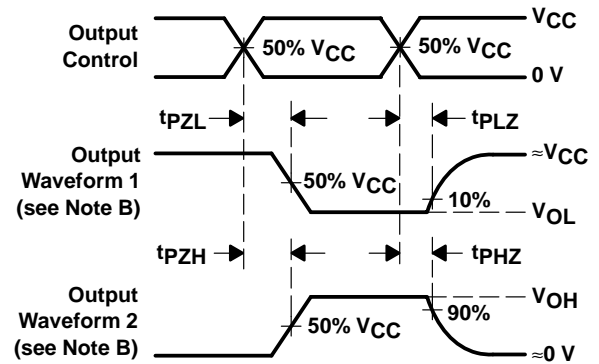 VCC
Output
Control
50% VCC
50% VCC
0 V
tPZL
tPLZ
Output
Waveform 1
(see Note B)
≈VCC
50% VCC
10%
VOL
tPZH
tPHZ
Output
Waveform 2
(see Note B)
VOH
90%
50% VCC
≈0 V